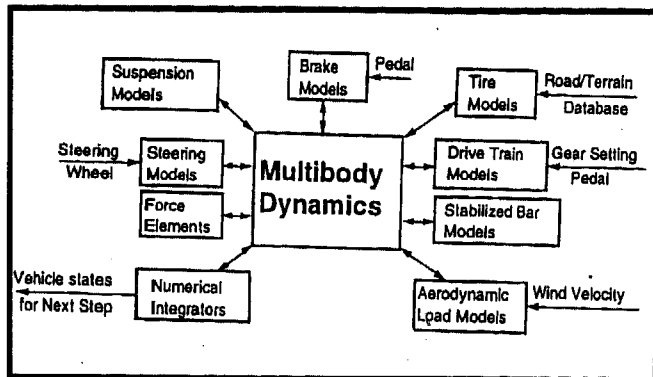 Suspension
Models
Brake
Models
Pedal
Tire
Models
Road/Terrain
Database
Steering
Wheel
Steering
Models
Multibody
Dynamics
Drive Train
Models
Gear Setting
Pedal
Force
Elements
Stabilized Bar
Models
Vehicle states
for Next Step
Numerical
Integrators
Aerodynamic
Load Models
Wind Velocity